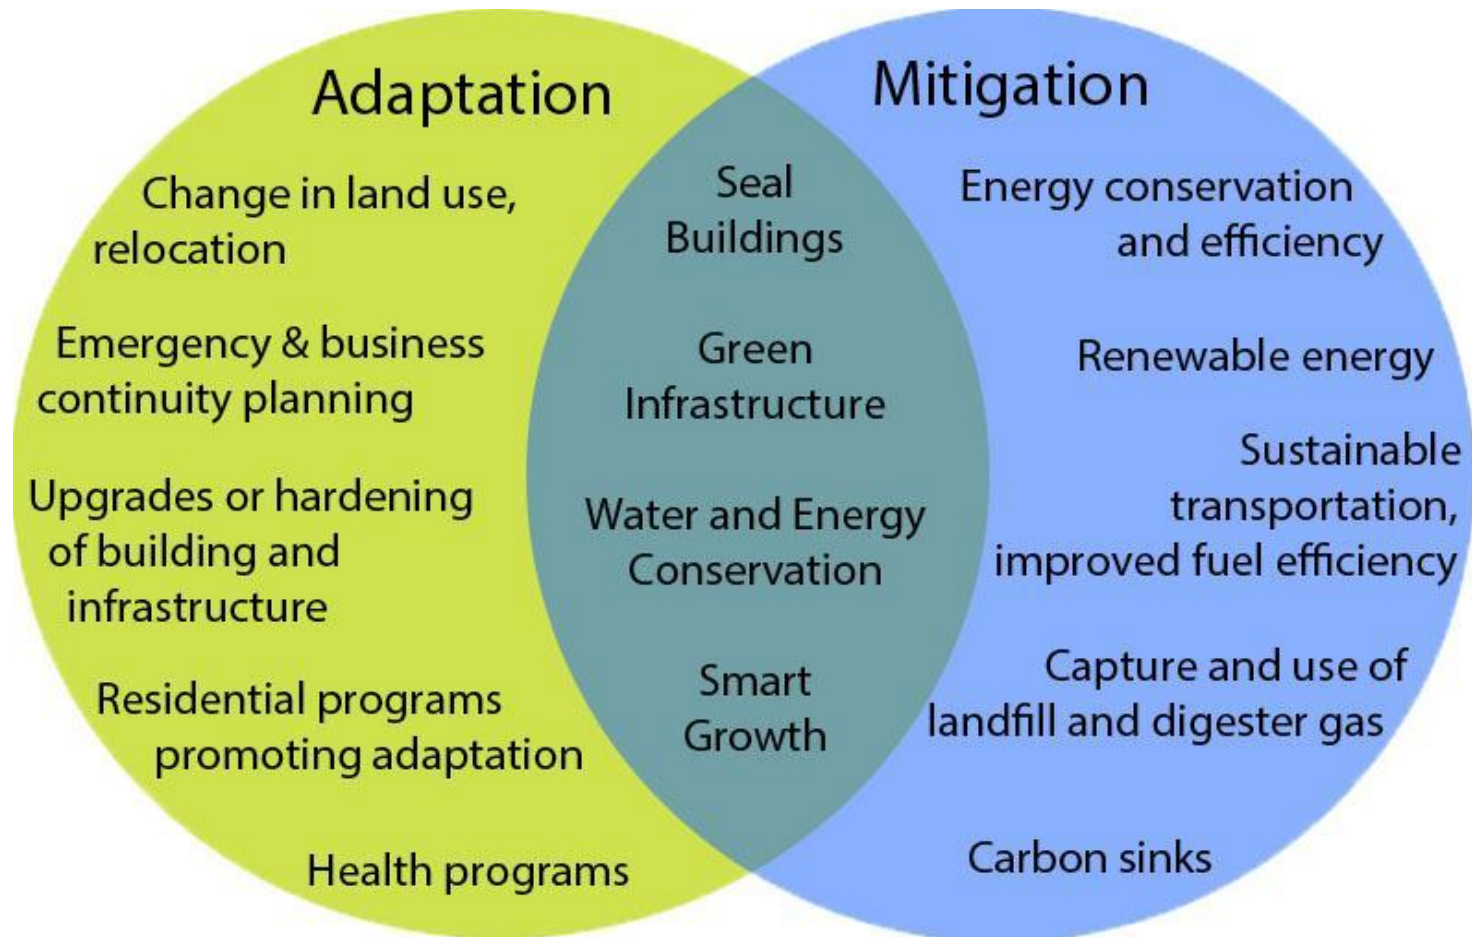 Adaptation
Change in land use,
relocation
Emergency & business
continuity planning
Upgrades or hardening
of building and
infrastructure
Residential programs
promoting adaptation
Health programs
Seal
Buildings
Green
Infrastructure
Water and Energy
Conservation
Smart
Growth
Mitigation
Energy conservation
and efficiency
Renewable energy
Sustainable
transportation,
improved fuel efficiency
Capture and use of
landfill and digester gas
Carbon sinks